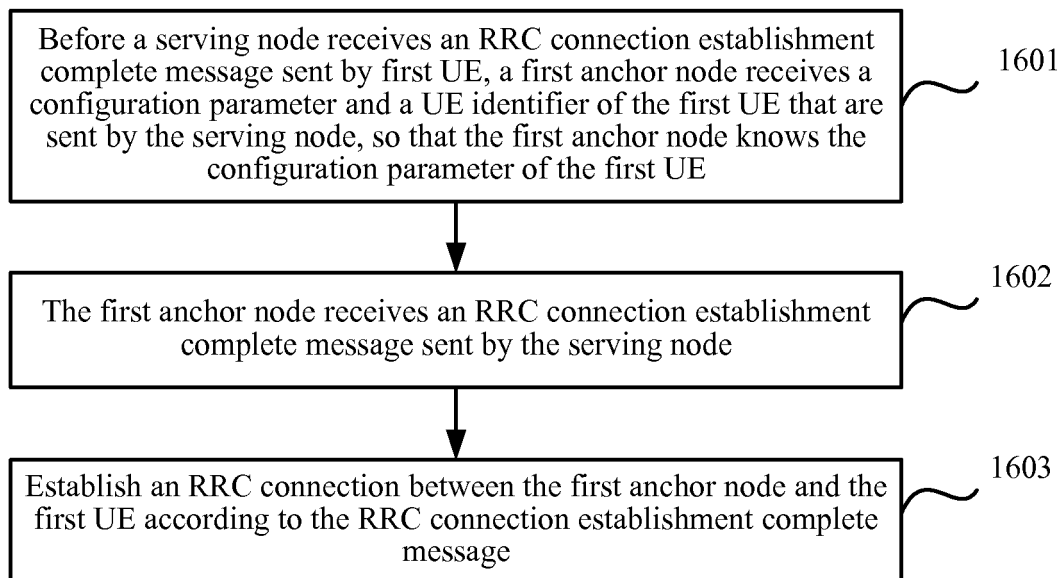 Before a serving node receives an RRC connection establishment
complete message sent by first UE, a first anchor node receives a
configuration parameter and a UE identifier of the first UE that are
sent by the serving node, so that the first anchor node knows the
configuration parameter of the first UE
1601
The first anchor node receives an RRC connection establishment
complete message sent by the serving node
1602
Establish an RRC connection between the first anchor node and the
first UE according to the RRC connection establishment complete
message
1603